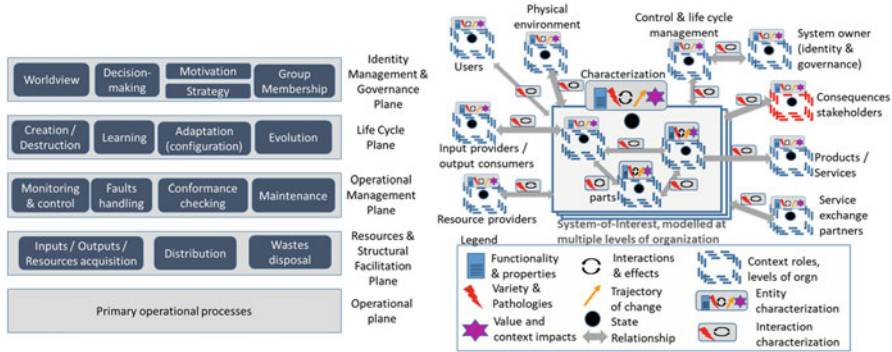 Worldview
Decision-
making
Motivation
Strategy
Group
Membership
Identity
Management &
Governance
Plane
Creation /
Destruction
Learning
Adaptation
(configuration)
Evolution
Life Cycle
Plane
Monitoring
& control
Faults
handling
Conformance
checking
Maintenance
Operational
Management
Plane
Inputs / Outputs /
Resources acquisition
Distribution
Wastes
disposal
Resources &
Structural
Facilitation
Plane
Primary operational processes
Operational
plane
Physical
environment
Users
Control & life cycle
management
System owner
(identity &
governance)
Characterization
State
Consequences
stakeholders
Input providers /
output consumers
Products /
Services
parts
Resource providers
Service
exchange
partners
System-of-Interest, modelled at
multiple levels of organization
Legend
Functionality
& properties
Interactions
& effects
Context roles,
levels of orgn
Variety &
Pathologies
Trajectory
of change
Entity
characterization
Value and
context impacts
State
Relationship
Interaction
characterization